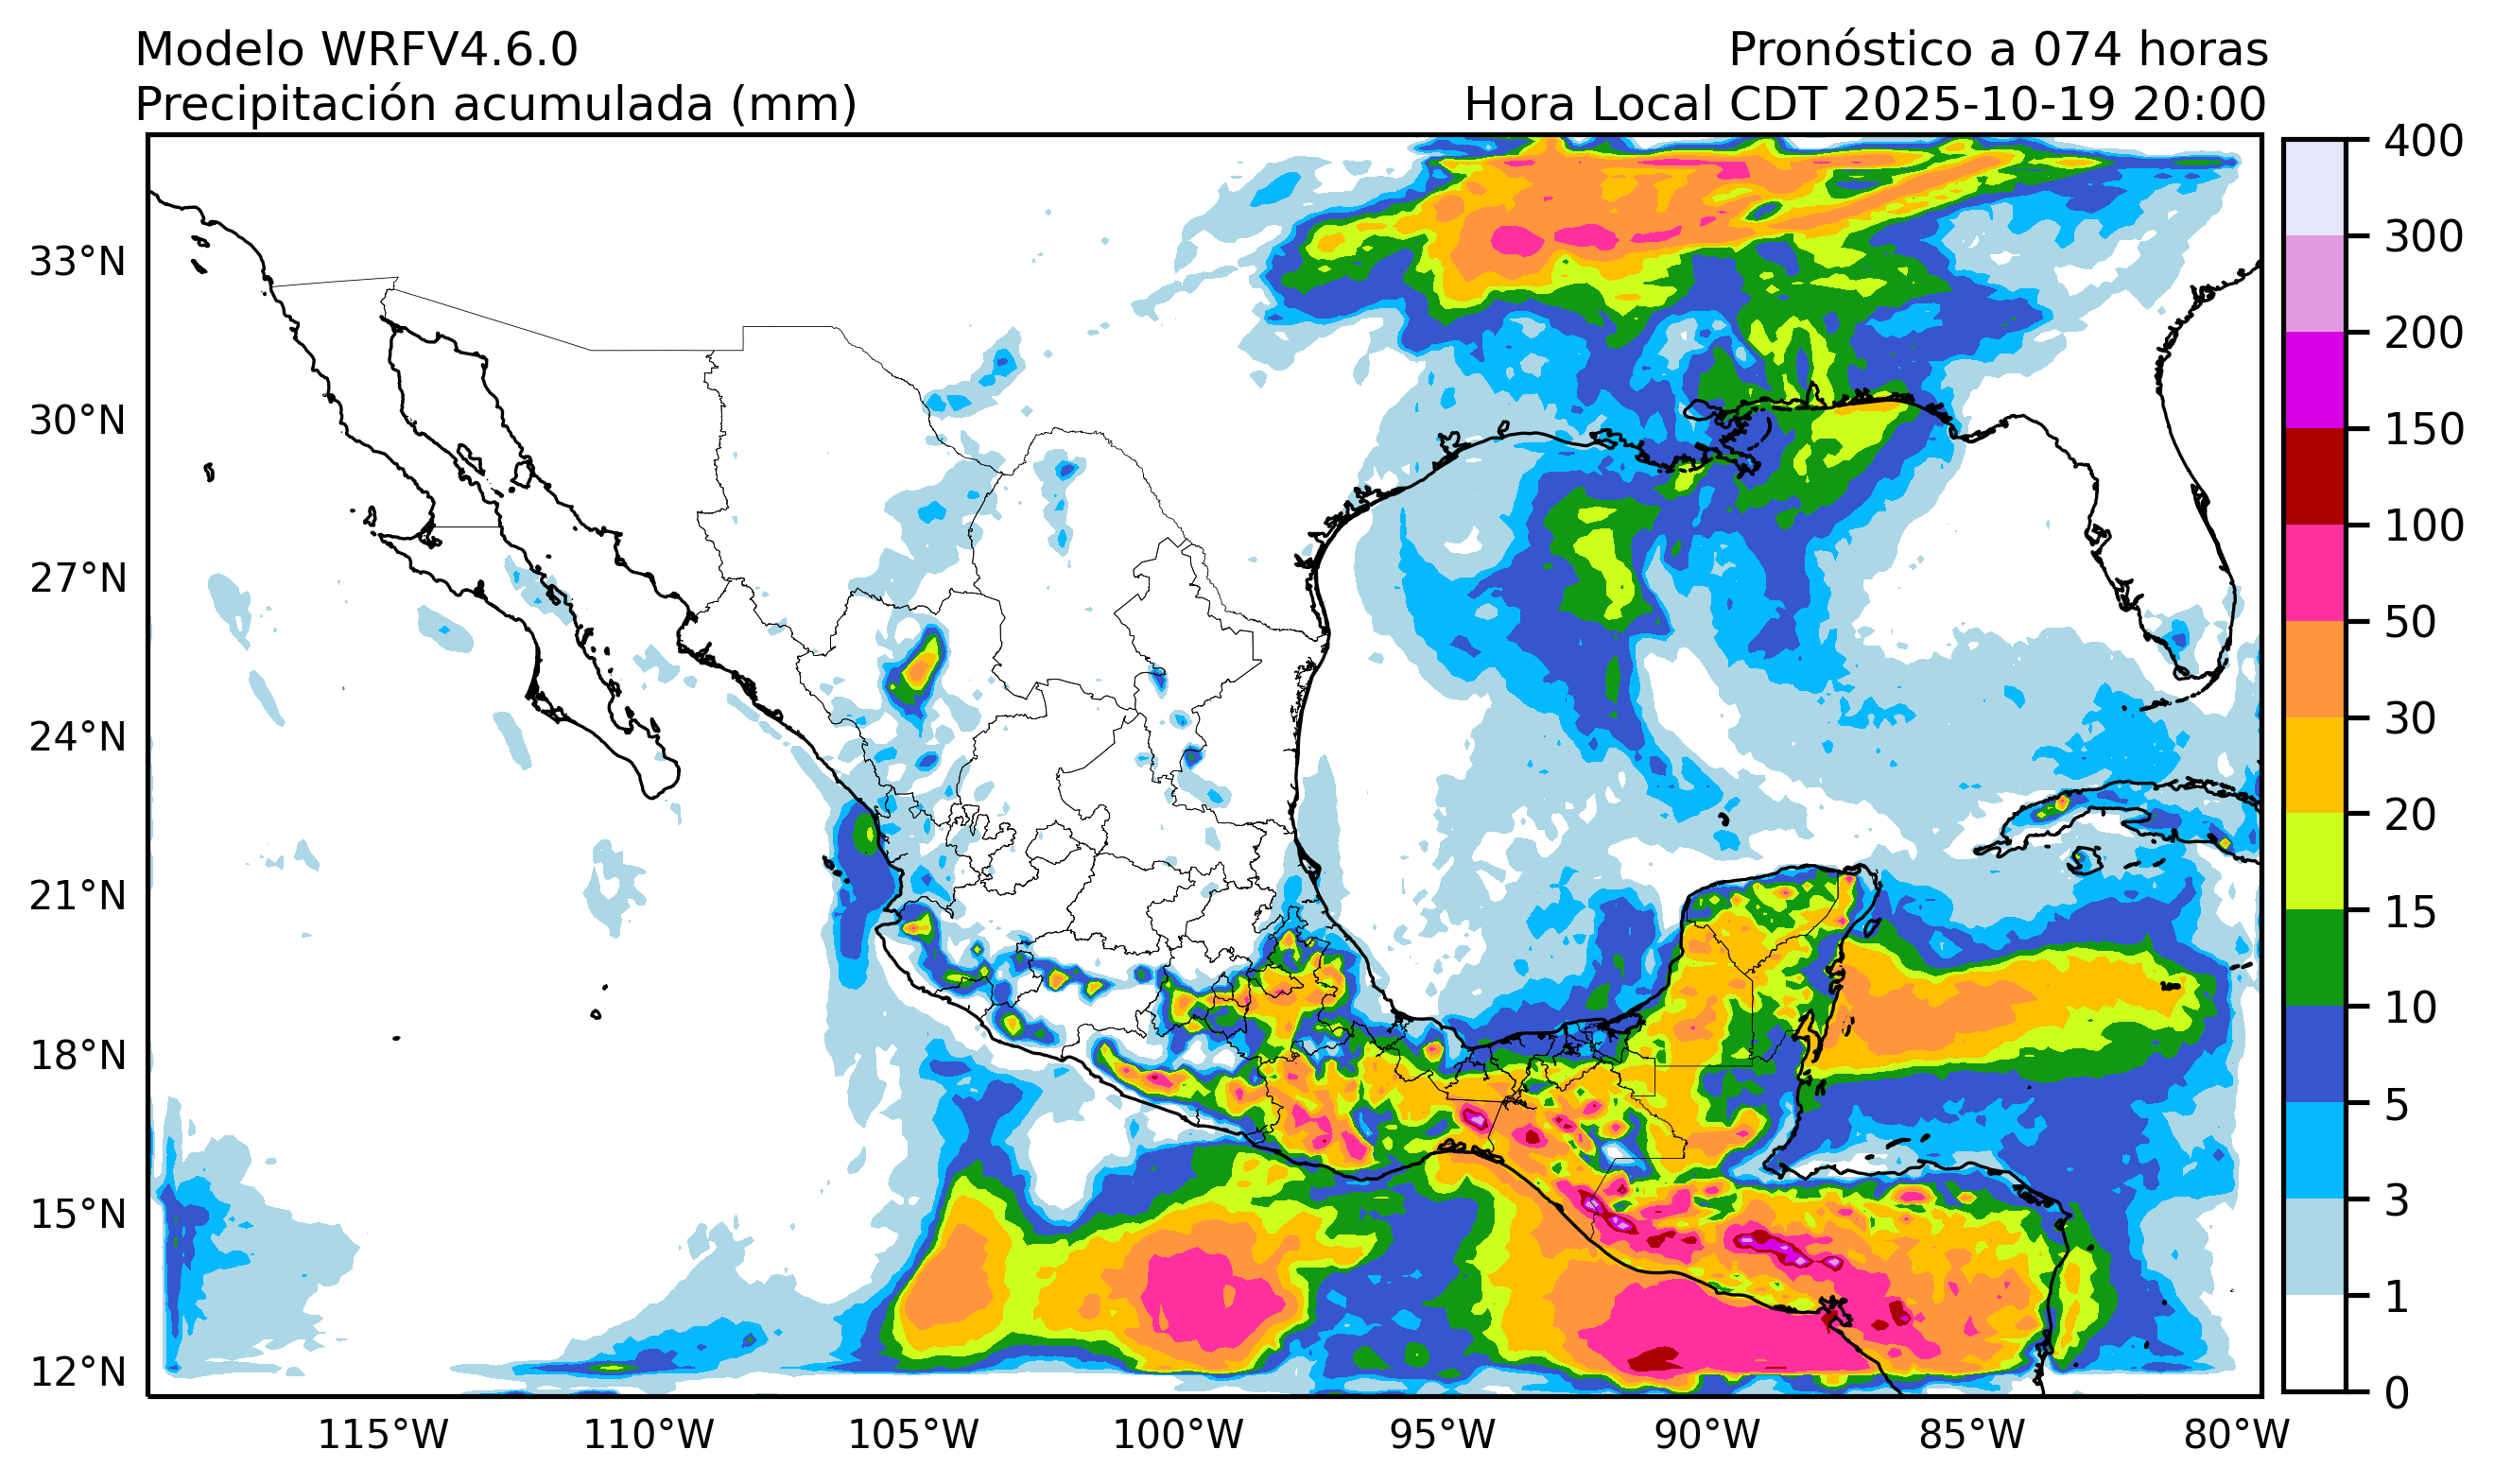 Modelo WRFV4.6.0
Pronóstico a 074 horas
Precipitación acumulada (mm)
Hora Local CDT 2025-10-19 20:00
33°N
30°N
27°N
24°N
21°N
18°N
15°N
12°N
115°W
110°W
105°W
100°W
95°W
90°W
85°W
80°W
400
300
200
150
100
50
30
20
15
10
5
3
1
0